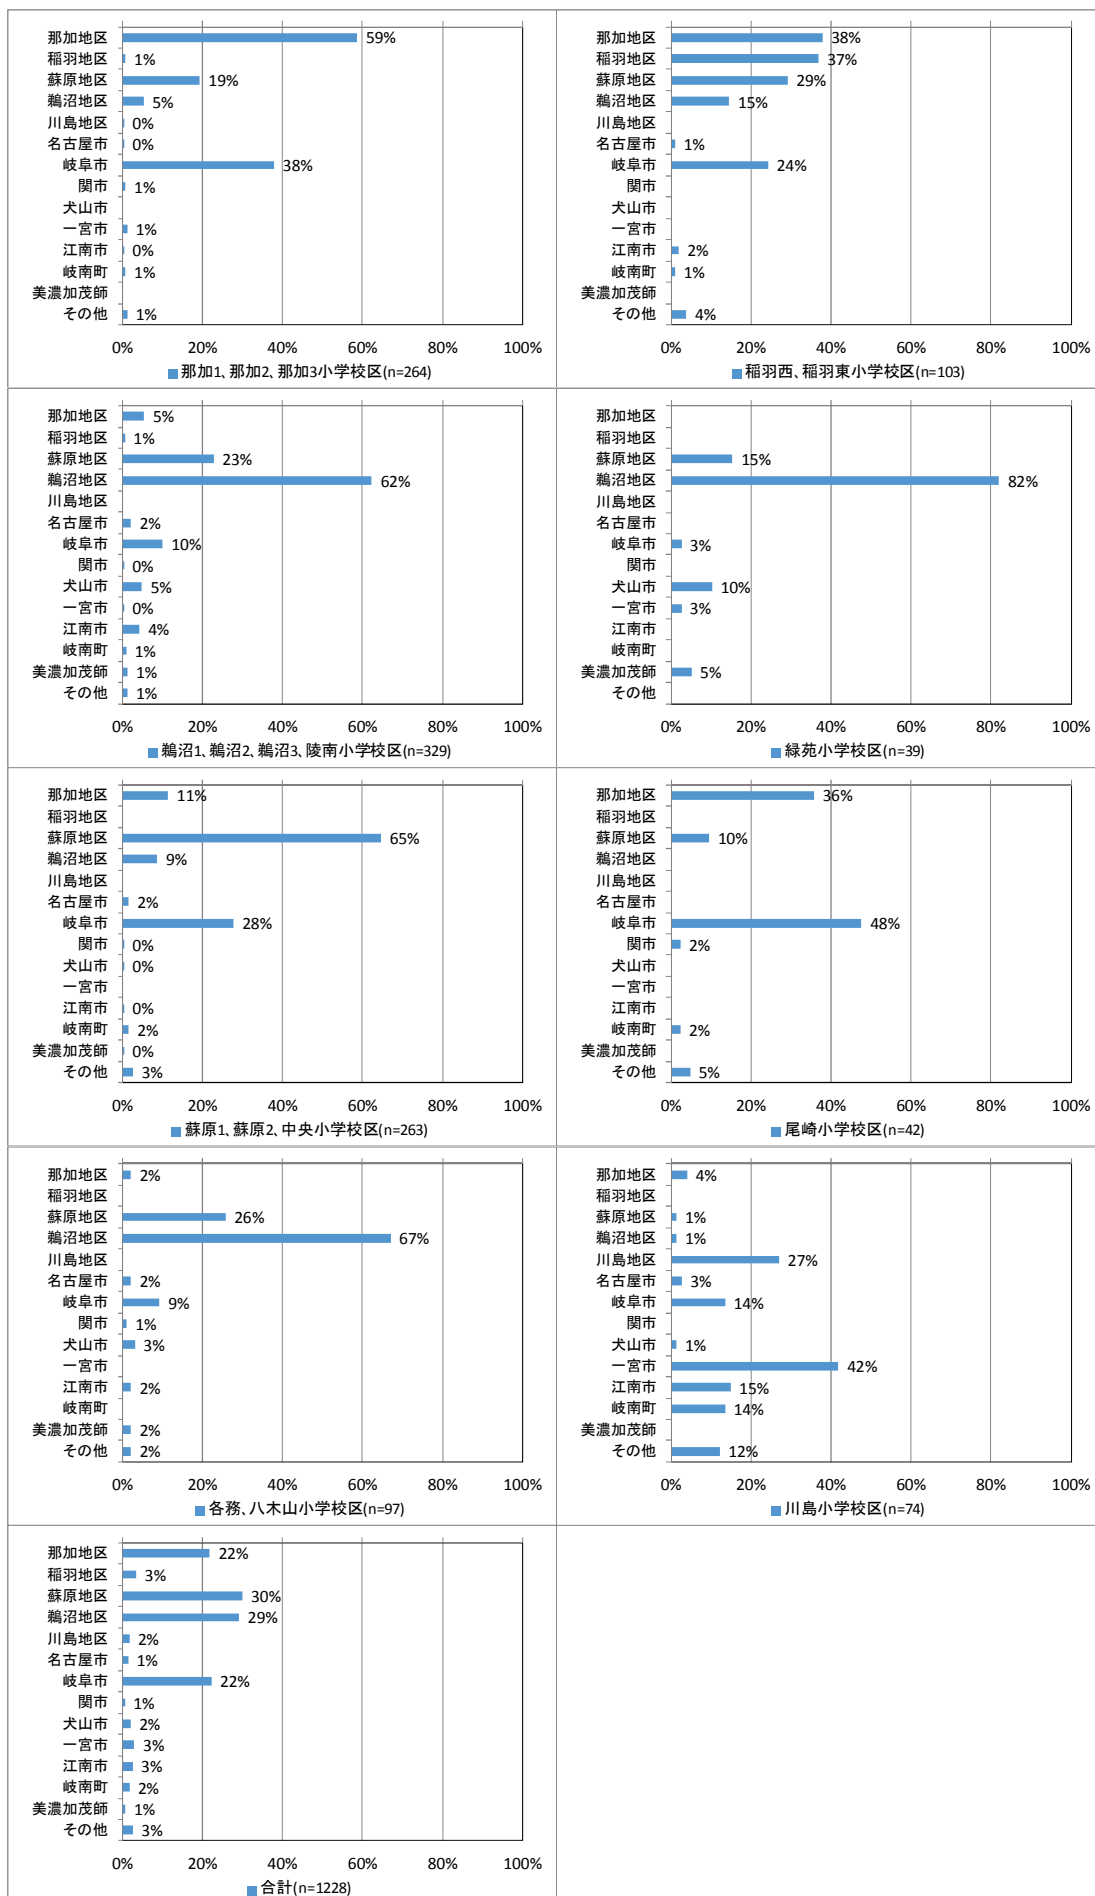 那加地区 59%
稲羽地区 1%
蘇原地区 19%
鵜沼地区 5%
川島地区 0%
名古屋市 0%
岐阜市 38%
関市 1%
犬山市
一宮市 1%
江南市 0%
岐南町 1%
美濃加茂師
その他 1%
0% 20% 40% 60% 80% 100%
那加1、那加2、那加3小学校区(n=264)
那加地区 38%
稲羽地区 37%
蘇原地区 29%
鵜沼地区 15%
川島地区
名古屋市 1%
岐阜市 24%
関市
犬山市
一宮市
江南市 2%
岐南町 1%
美濃加茂師
その他 4%
0% 20% 40% 60% 80% 100%
稲羽西、稲羽東小学校区(n=103)
那加地区 5%
稲羽地区 1%
蘇原地区 23%
鵜沼地区 62%
川島地区
名古屋市 2%
岐阜市 10%
関市 0%
犬山市 5%
一宮市 0%
江南市 4%
岐南町 1%
美濃加茂師 1%
その他 1%
0% 20% 40% 60% 80% 100%
鵜沼1、鵜沼2、鵜沼3、陵南小学校区(n=329)
那加地区
稲羽地区
蘇原地区 15%
鵜沼地区 82%
川島地区
名古屋市
岐阜市 3%
関市
犬山市 10%
一宮市 3%
江南市
岐南町
美濃加茂師 5%
その他
0% 20% 40% 60% 80% 100%
緑苑小学校区(n=39)
那加地区 11%
稲羽地区
蘇原地区 65%
鵜沼地区 9%
川島地区
名古屋市 2%
岐阜市 28%
関市 0%
犬山市 0%
一宮市
江南市 0%
岐南町 2%
美濃加茂師 0%
その他 3%
0% 20% 40% 60% 80% 100%
蘇原1、蘇原2、中央小学校区(n=263)
那加地区 36%
稲羽地区
蘇原地区 10%
鵜沼地区
川島地区
名古屋市
岐阜市 48%
関市 2%
犬山市
一宮市
江南市
岐南町 2%
美濃加茂師
その他 5%
0% 20% 40% 60% 80% 100%
尾崎小学校区(n=42)
那加地区 2%
稲羽地区
蘇原地区 26%
鵜沼地区 67%
川島地区
名古屋市 2%
岐阜市 9%
関市 1%
犬山市 3%
一宮市
江南市 2%
岐南町
美濃加茂師 2%
その他 2%
0% 20% 40% 60% 80% 100%
各務、八木山小学校区(n=97)
那加地区 4%
稲羽地区
蘇原地区 1%
鵜沼地区 1%
川島地区 27%
名古屋市 3%
岐阜市 14%
関市
犬山市 1%
一宮市 42%
江南市 15%
岐南町 14%
美濃加茂師
その他 12%
0% 20% 40% 60% 80% 100%
川島小学校区(n=74)
那加地区 22%
稲羽地区 3%
蘇原地区 30%
鵜沼地区 29%
川島地区 2%
名古屋市 1%
岐阜市 22%
関市 1%
犬山市 2%
一宮市 3%
江南市 3%
岐南町 2%
美濃加茂師 1%
その他 3%
0% 20% 40% 60% 80% 100%
合計(n=1228)